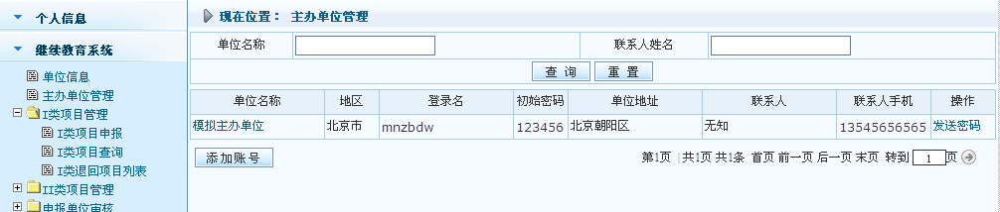 个人信息
继续教育系统
单位信息
主办单位管理
I类项目管理
I类项目申报
I类项目查询
I类退回项目列表
II类项目管理
申报单位审核
现在位置： 主办单位管理
单位名称 联系人姓名
查 询 重 置
单位名称 地区 登录名 初始密码 单位地址 联系人 联系人手机 操作
模拟主办单位 北京市 mnzbdw 123456 北京朝阳区 无知 13545656565 发送密码
添加账号 第1页 |共1页 共1条 首页 前一页 后一页 末页 转到 1 页